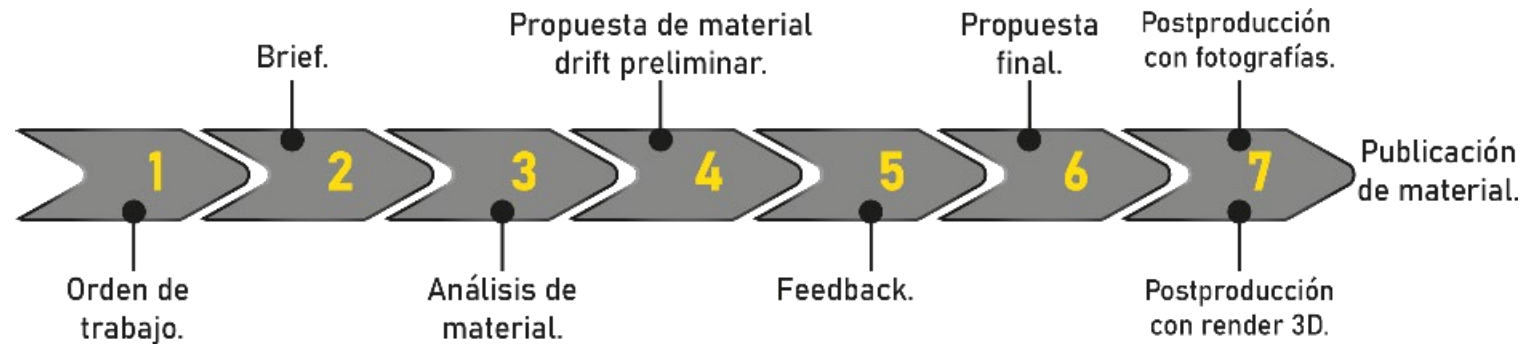 Propuesta de material
drift preliminar.
Propuesta
final.
Postproducción
con fotografías.
Brief.
1
2
3
4
5
6
7
Publicación
de material.
Orden de
trabajo.
Análisis de
material.
Feedback.
Postproducción
con render 3D.